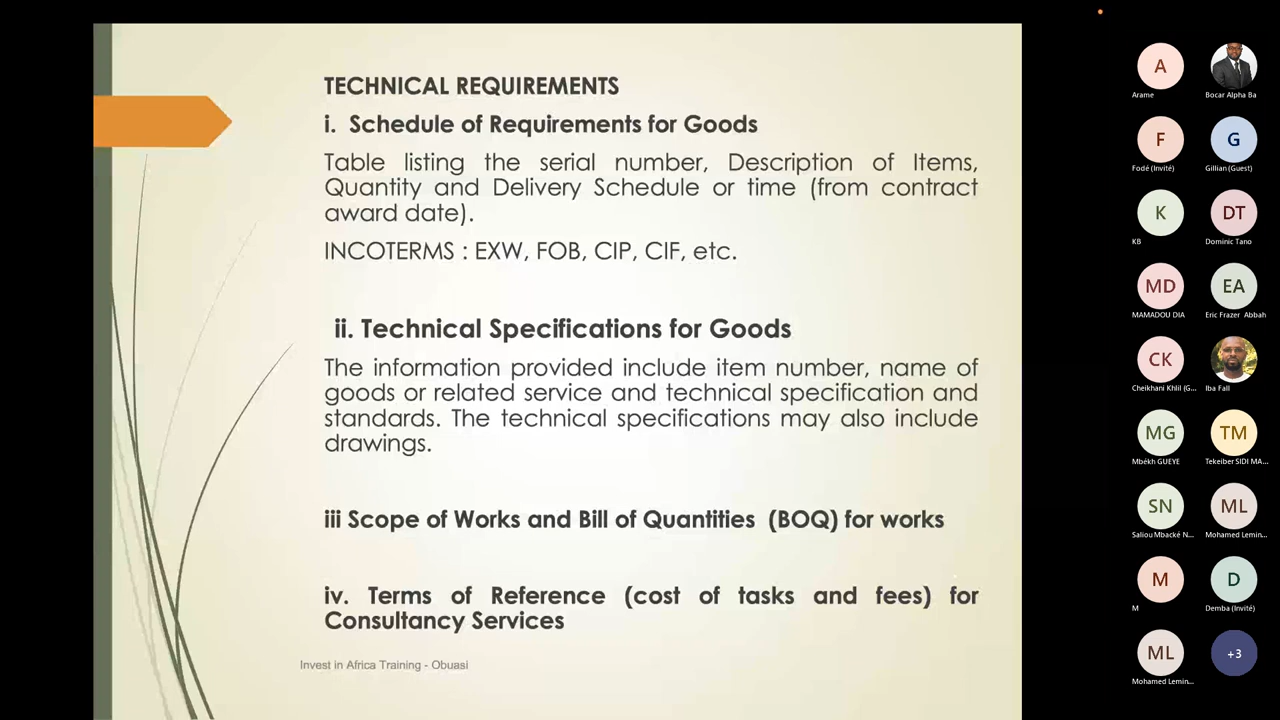 TECHNICAL REQUIREMENTS
i. Schedule of Requirements for Goods
Table listing the serial number, Description of Items,
Quantity and Delivery Schedule or time (from contract
award date).
INCOTERMS : EXW, FOB, CIP, CIF, etc.
ii. Technical Specifications for Goods
The information provided include item number, name of
goods or related service and technical specification and
standards. The technical specifications may also include
drawings.
iii Scope of Works and Bill of Quantities (BOQ) for works
iv. Terms of Reference (cost of tasks and fees) for
Consultancy Services
Invest in Africa Training - Obuasi
A
Arame
Bocar Alpha Ba
F
G
Fodé (Invité)
Gillian (Guest)
K
DT
KB
Dominic Tano
MD
EA
MAMADOU DIA
Eric Frazer Abbah
CK
Cheikhani Khlil (G...
Iba Fall
MG
TM
Mbékh GUEYE
Tekeiber SIDI MA...
SN
ML
Saliou Mbacké N...
Mohamed Lemin...
M
D
M
Demba (Invité)
ML
+3
Mohamed Lemin...